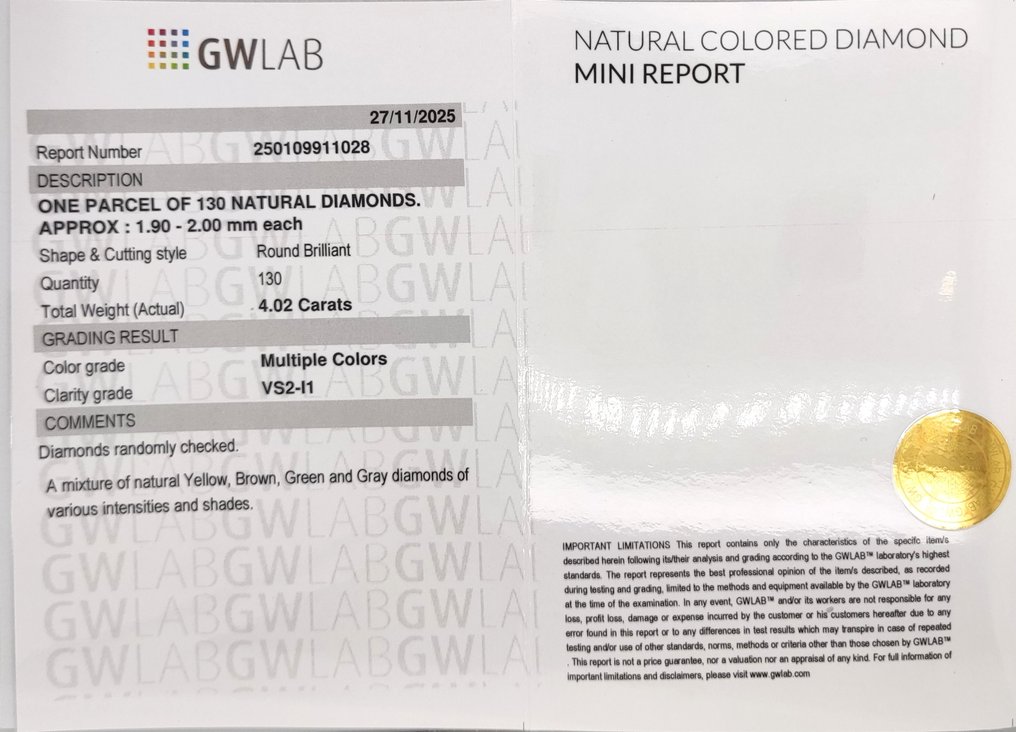 GWLAB
27/11/2025
Report Number 250109911028
DESCRIPTION
ONE PARCEL OF 130 NATURAL DIAMONDS.
APPROX : 1.90 - 2.00 mm each
Shape & Cutting style Round Brilliant
Quantity 130
Total Weight (Actual) 4.02 Carats
GRADING RESULT
Color grade Multiple Colors
Clarity grade VS2-I1
COMMENTS
Diamonds randomly checked.
A mixture of natural Yellow, Brown, Green and Gray diamonds of
various intensities and shades.
NATURAL COLORED DIAMOND
MINI REPORT
IMPORTANT LIMITATIONS This report contains only the characteristics of the specific item/s
described herein following its/their analysis and grading according to the GWLAB™ laboratory's highest
standards. The report represents the best professional opinion of the item/s described, as recorded
during testing and grading, limited to the methods and equipment available by the GWLAB™ laboratory
at the time of the examination. In any event, GWLAB™ and/or its workers are not responsible for any
loss, profit loss, damage or expense incurred by the customer or his customers hereafter due to any
error found in this report or to any differences in test results which may transpire in case of repeated
testing and/or use of other standards, norms, methods or criteria other than those chosen by GWLAB™
. This report is not a price guarantee, nor a valuation nor an appraisal of any kind. For full information of
important limitations and disclaimers, please visit www.gwlab.com